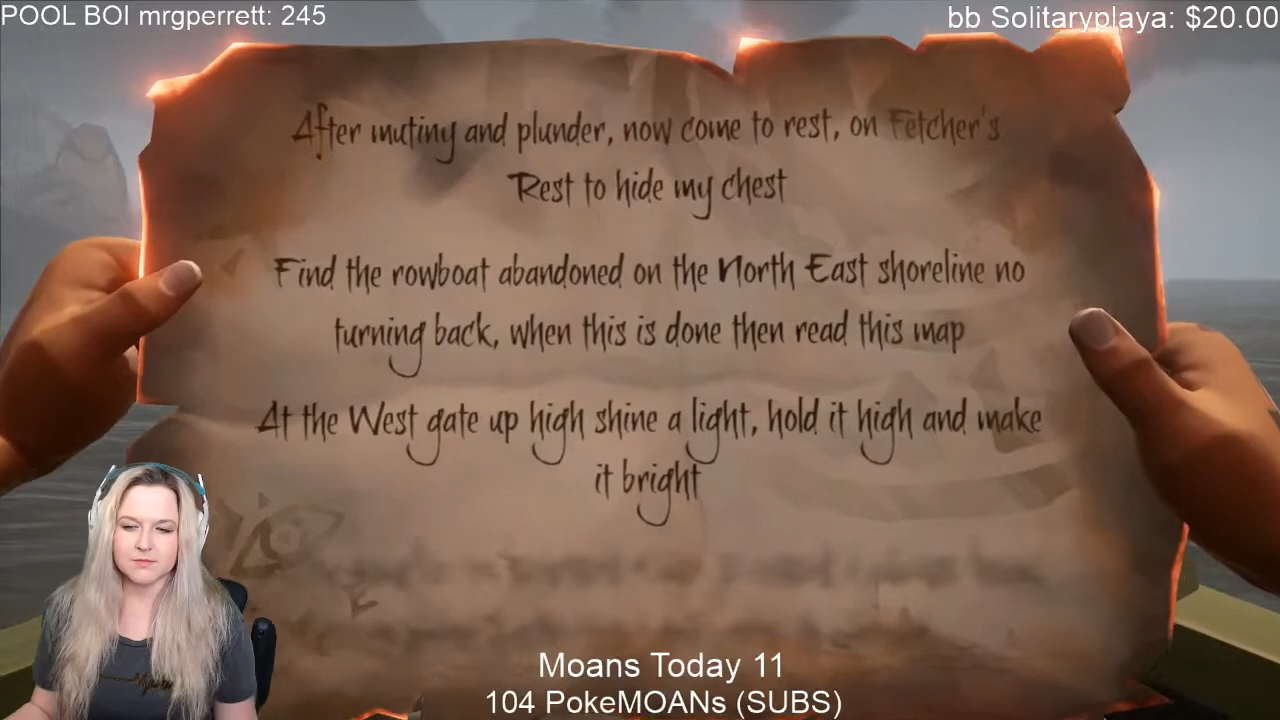 POOL BOI mrgperrett: 245
bb Solitaryplaya: $20.00
After mutiny and plunder, now come to rest, on Fetcher's
Rest to hide my chest
Find the rowboat abandoned on the North East shoreline no
turning back, when this is done then read this map
At the West gate up high shine a light, hold it high and make
it bright
Moans Today 11
104 PokeMOANs (SUBS)